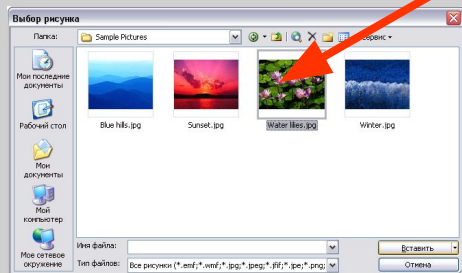 Выбор рисунка
Папка:
Sample Pictures
Сервис
Мои последние документы
Рабочий стол
Мои документы
Мой компьютер
Мое сетевое окружение
Blue hills.jpg
Sunset.jpg
Water lilies.jpg
Winter.jpg
Имя файла:
Вставить
Тип файлов:
Все рисунки (*.emf;*.wmf;*.jpg;*.jpeg;*.jfif;*.jpe;*.png;
Отмена